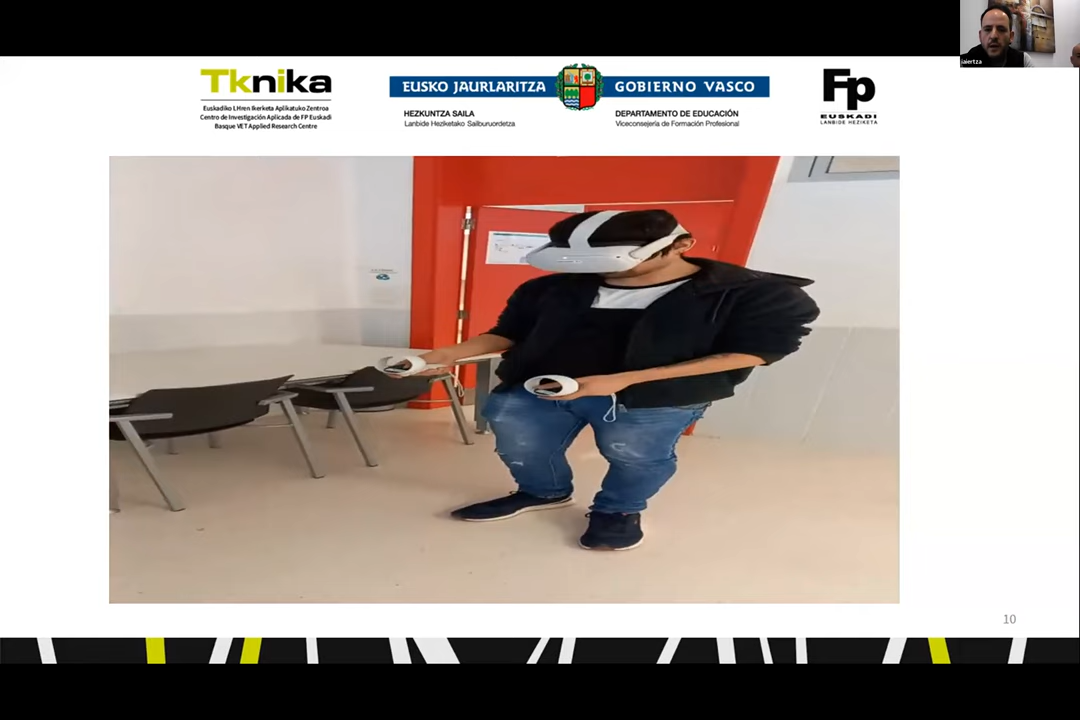 jaiertza
Tknika
Euskadiko LHren Ikerketa Aplikatuko Zentroa
Centro de Investigación Aplicada de FP Euskadi
Basque VET Applied Research Centre
EUSKO JAURLARITZA
GOBIERNO VASCO
HEZKUNTZA SAILA
Lanbide Heziketako Sailburuordetza
DEPARTAMENTO DE EDUCACIÓN
Viceconsejería de Formación Profesional
Fp
EUSKADI
LANBIDE HEZIKETA
10